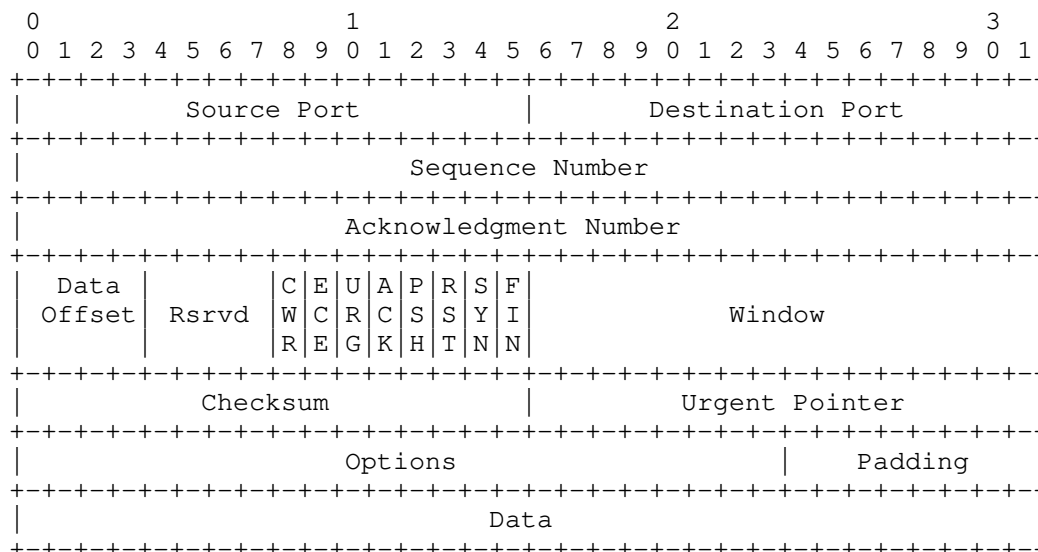 0                   1                   2                   3
0 1 2 3 4 5 6 7 8 9 0 1 2 3 4 5 6 7 8 9 0 1 2 3 4 5 6 7 8 9 0 1
Source Port | Destination Port
Sequence Number
Acknowledgment Number
Data | |C|E|U|A|P|R|S|F|
Offset| Rsrvd |W|C|R|C|S|S|Y|I| Window
| |R|E|G|K|H|T|N|N|
Checksum | Urgent Pointer
Options | Padding
Data